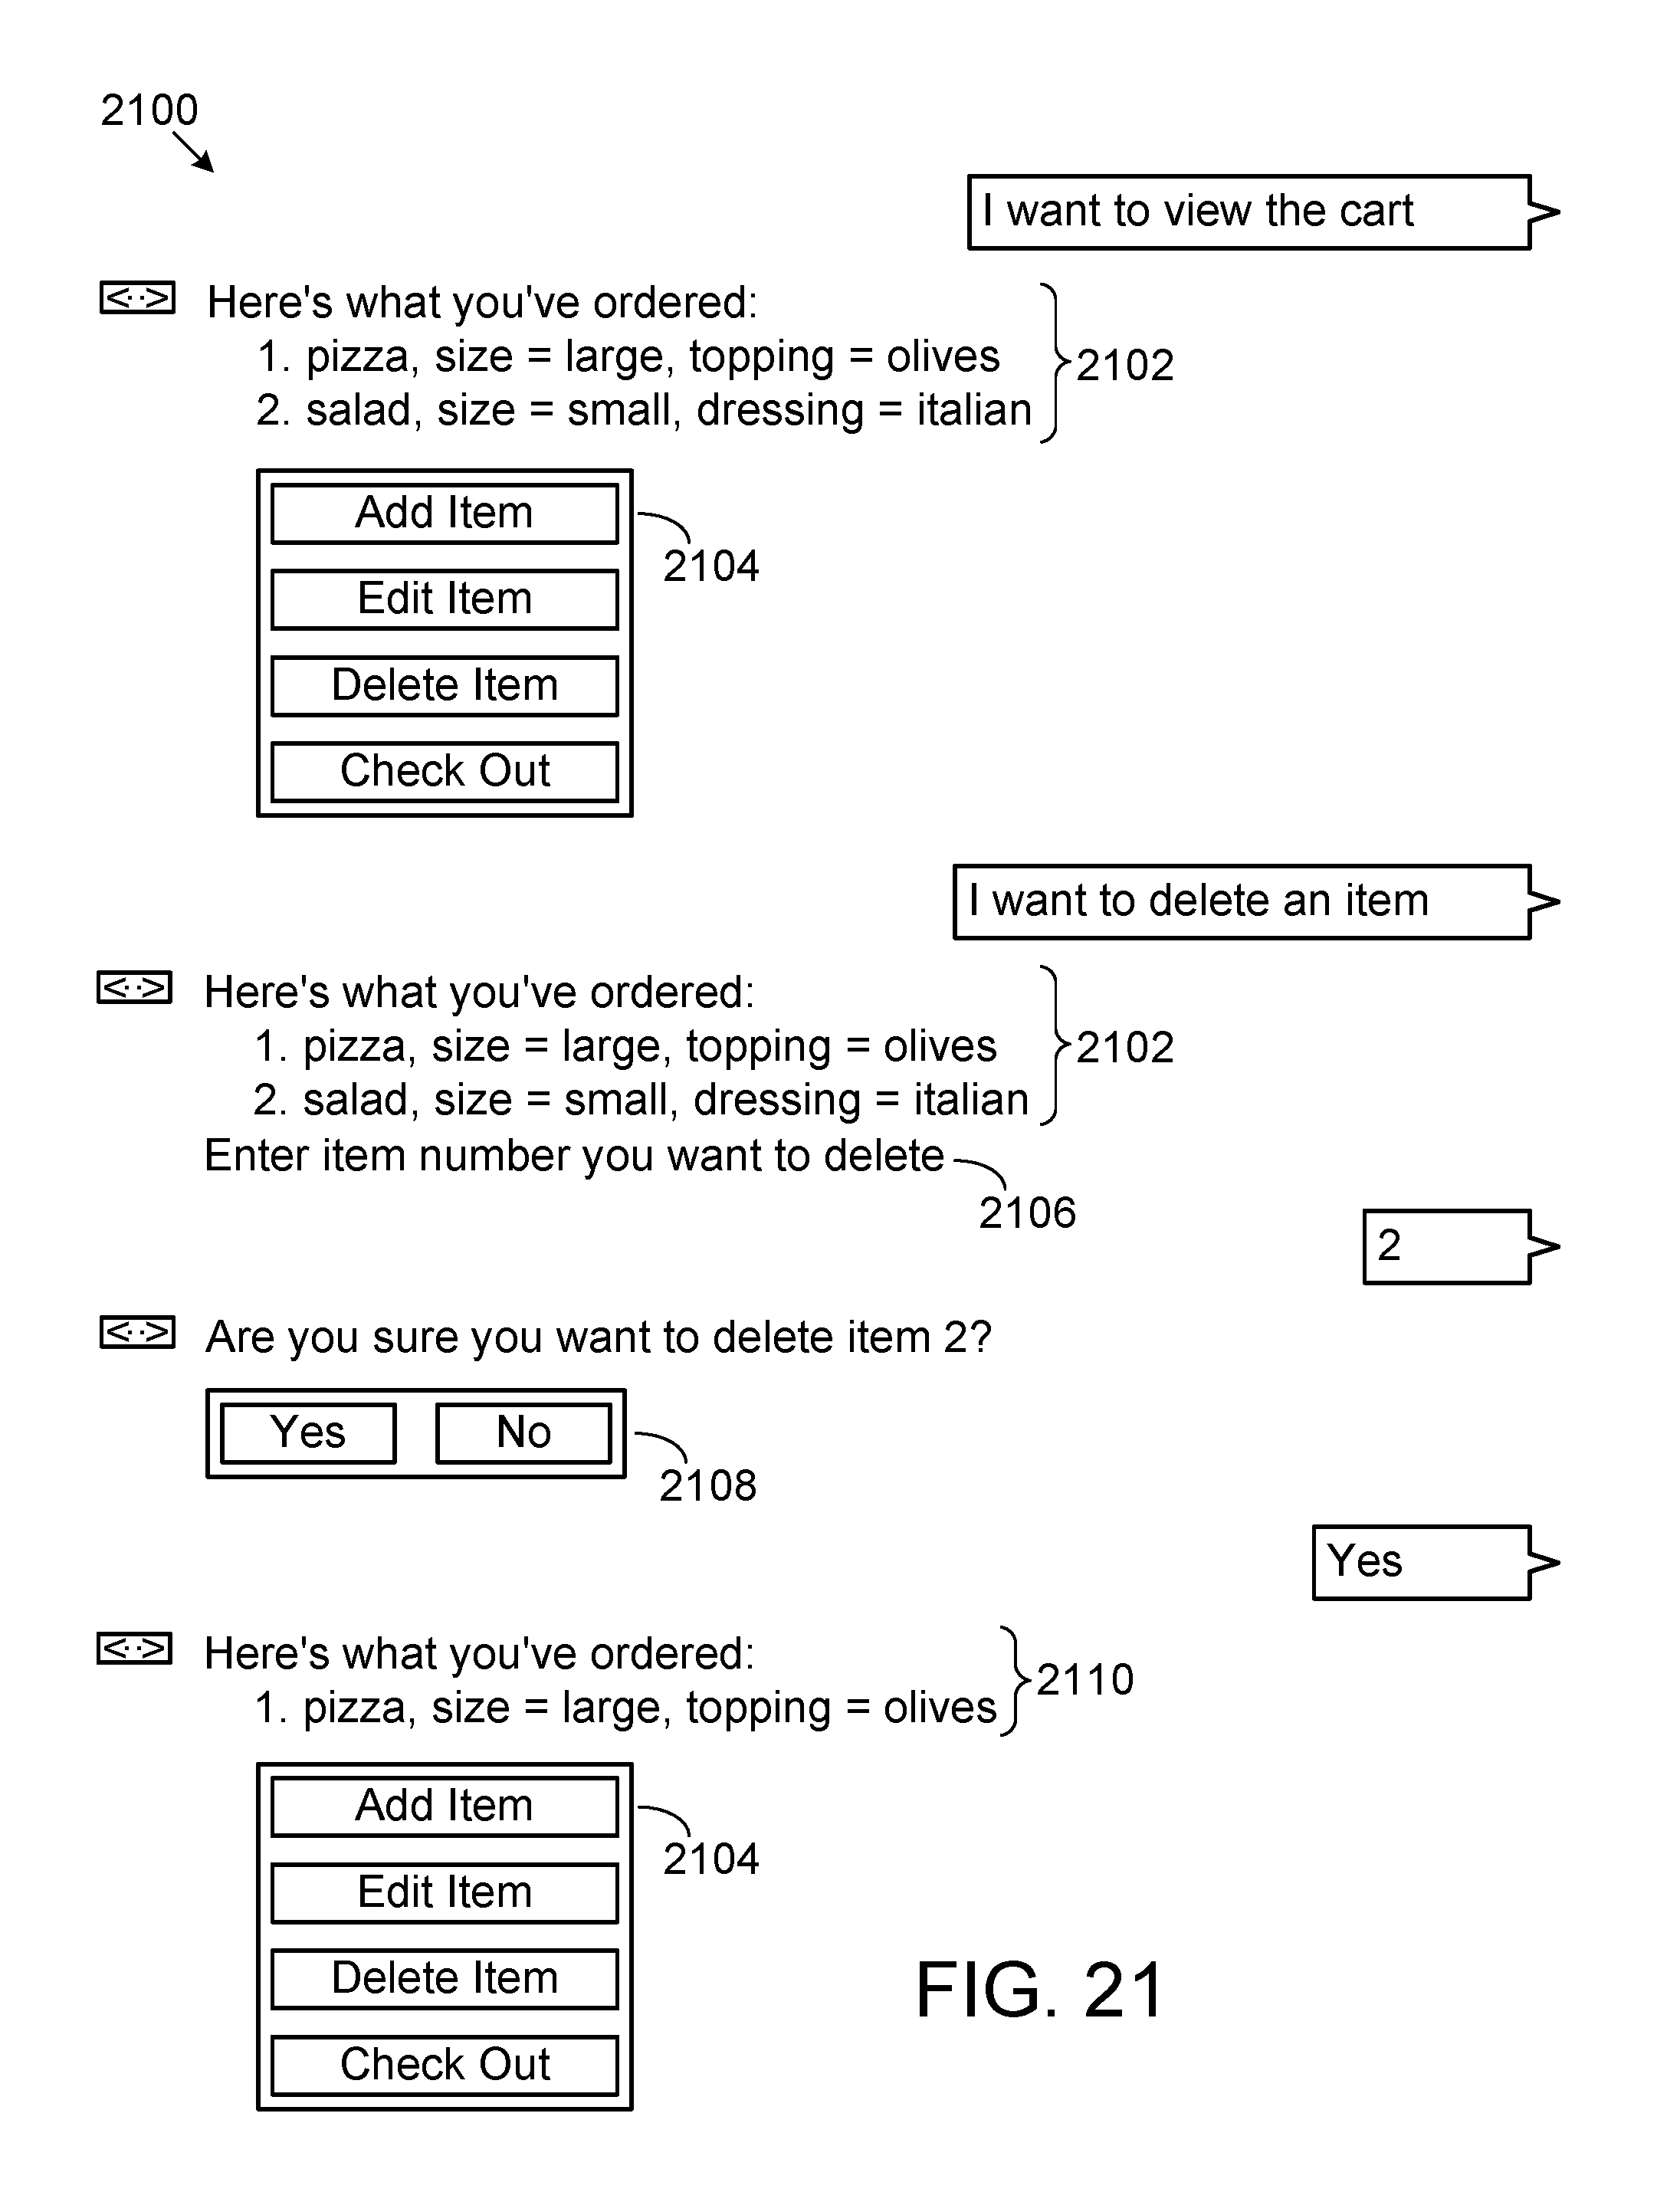 2100
I want to view the cart
<··> Here's what you've ordered:
1. pizza, size = large, topping = olives
2102
2. salad, size = small, dressing = italian
Add Item
2104
Edit Item
Delete Item
Check Out
I want to delete an item
<··> Here's what you've ordered:
1. pizza, size = large, topping = olives
2102
2. salad, size = small, dressing = italian
Enter item number you want to delete
2106
2
<··> Are you sure you want to delete item 2?
Yes No
2108
Yes
<··> Here's what you've ordered:
2110
1. pizza, size = large, topping = olives
Add Item
2104
Edit Item
Delete Item
Check Out
FIG. 21